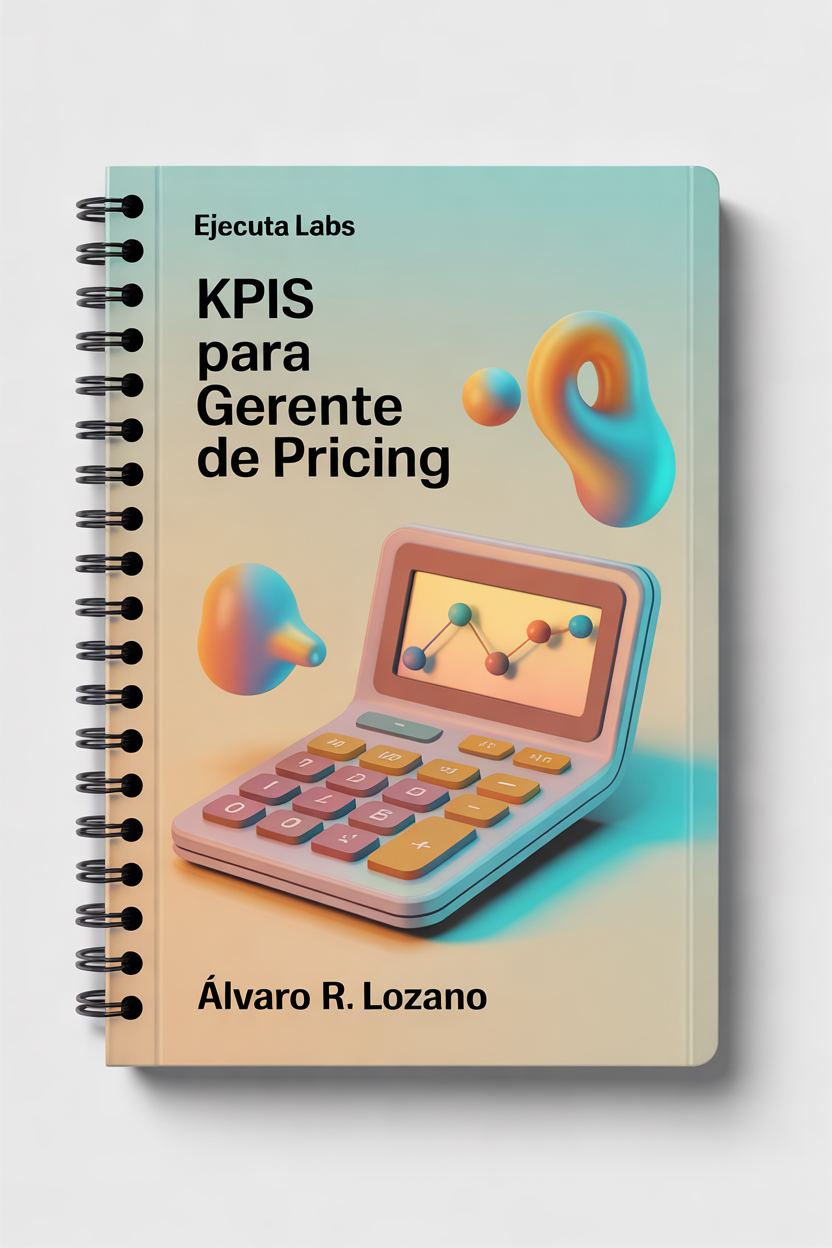 Ejecuta Labs
KPIS
para
Gerente
de Pricing
Álvaro R. Lozano